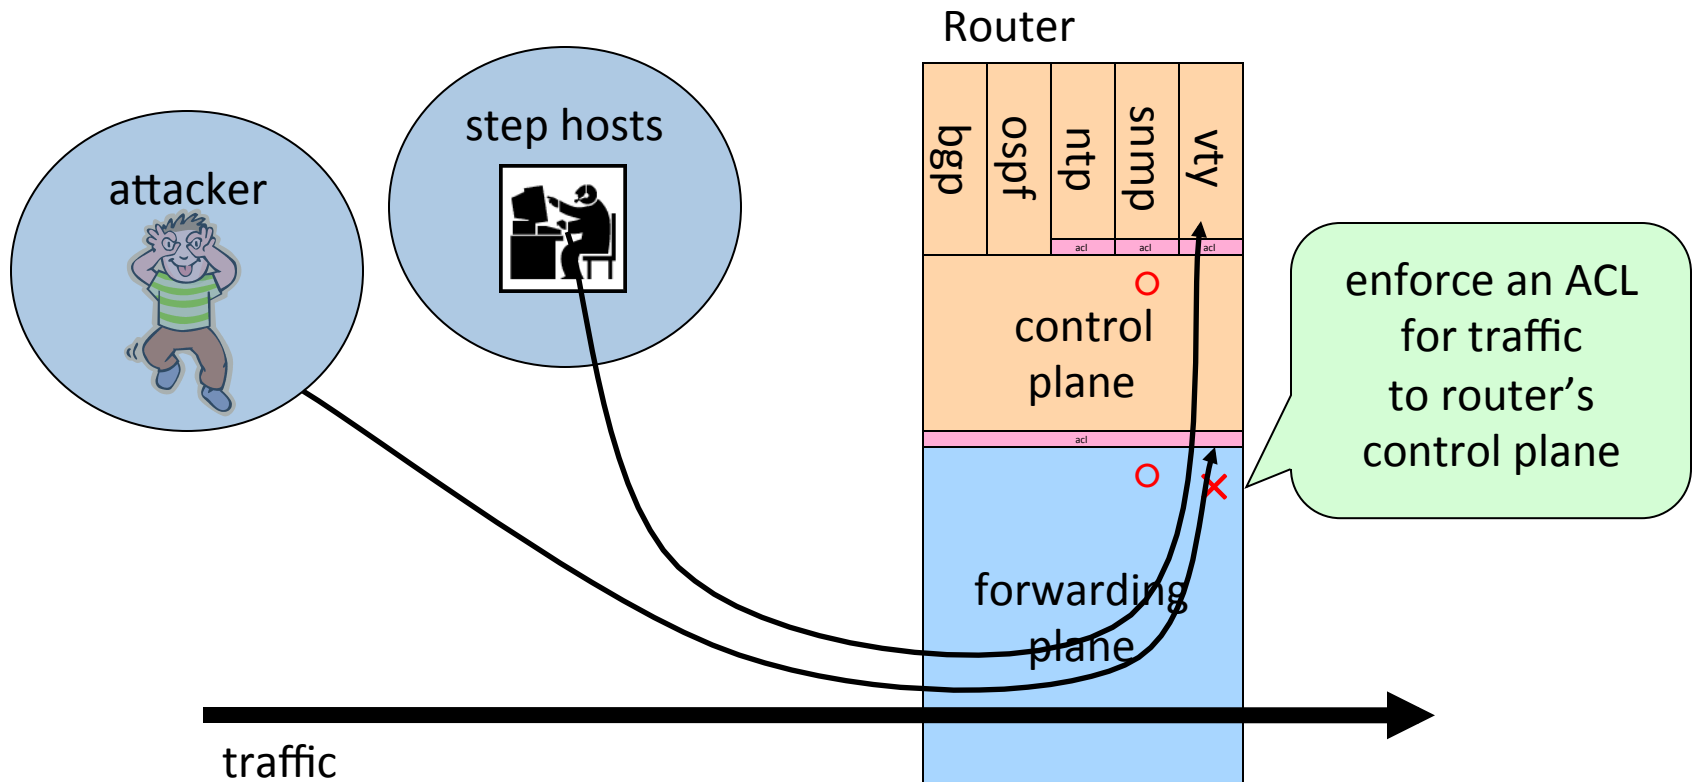 Router
step hosts
attacker
bgp
ospf
ntp
snmp
vty
acl
acl
acl
enforce an ACL
for traffic
to router’s
control plane
control
plane
acl
forwarding
plane
traffic